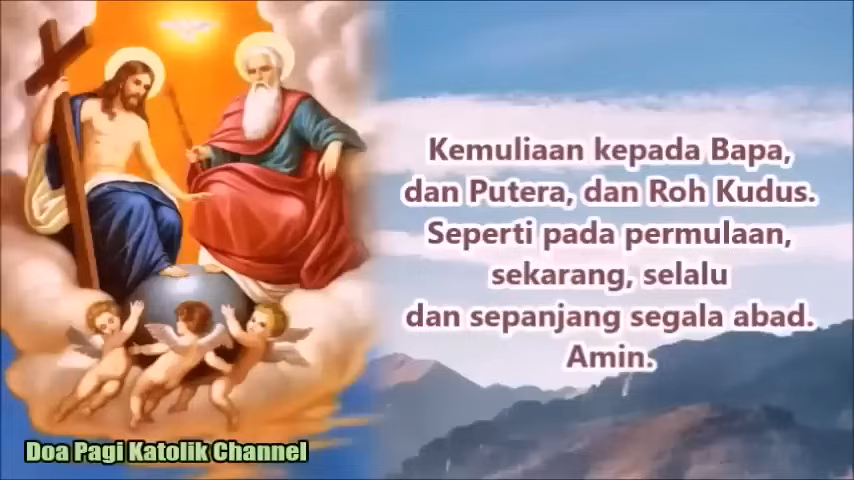 Kemuliaan kepada Bapa,
dan Putera, dan Roh Kudus.
Seperti pada permulaan,
sekarang, selalu
dan sepanjang segala abad.
Amin.
Doa Pagi Katolik Channel